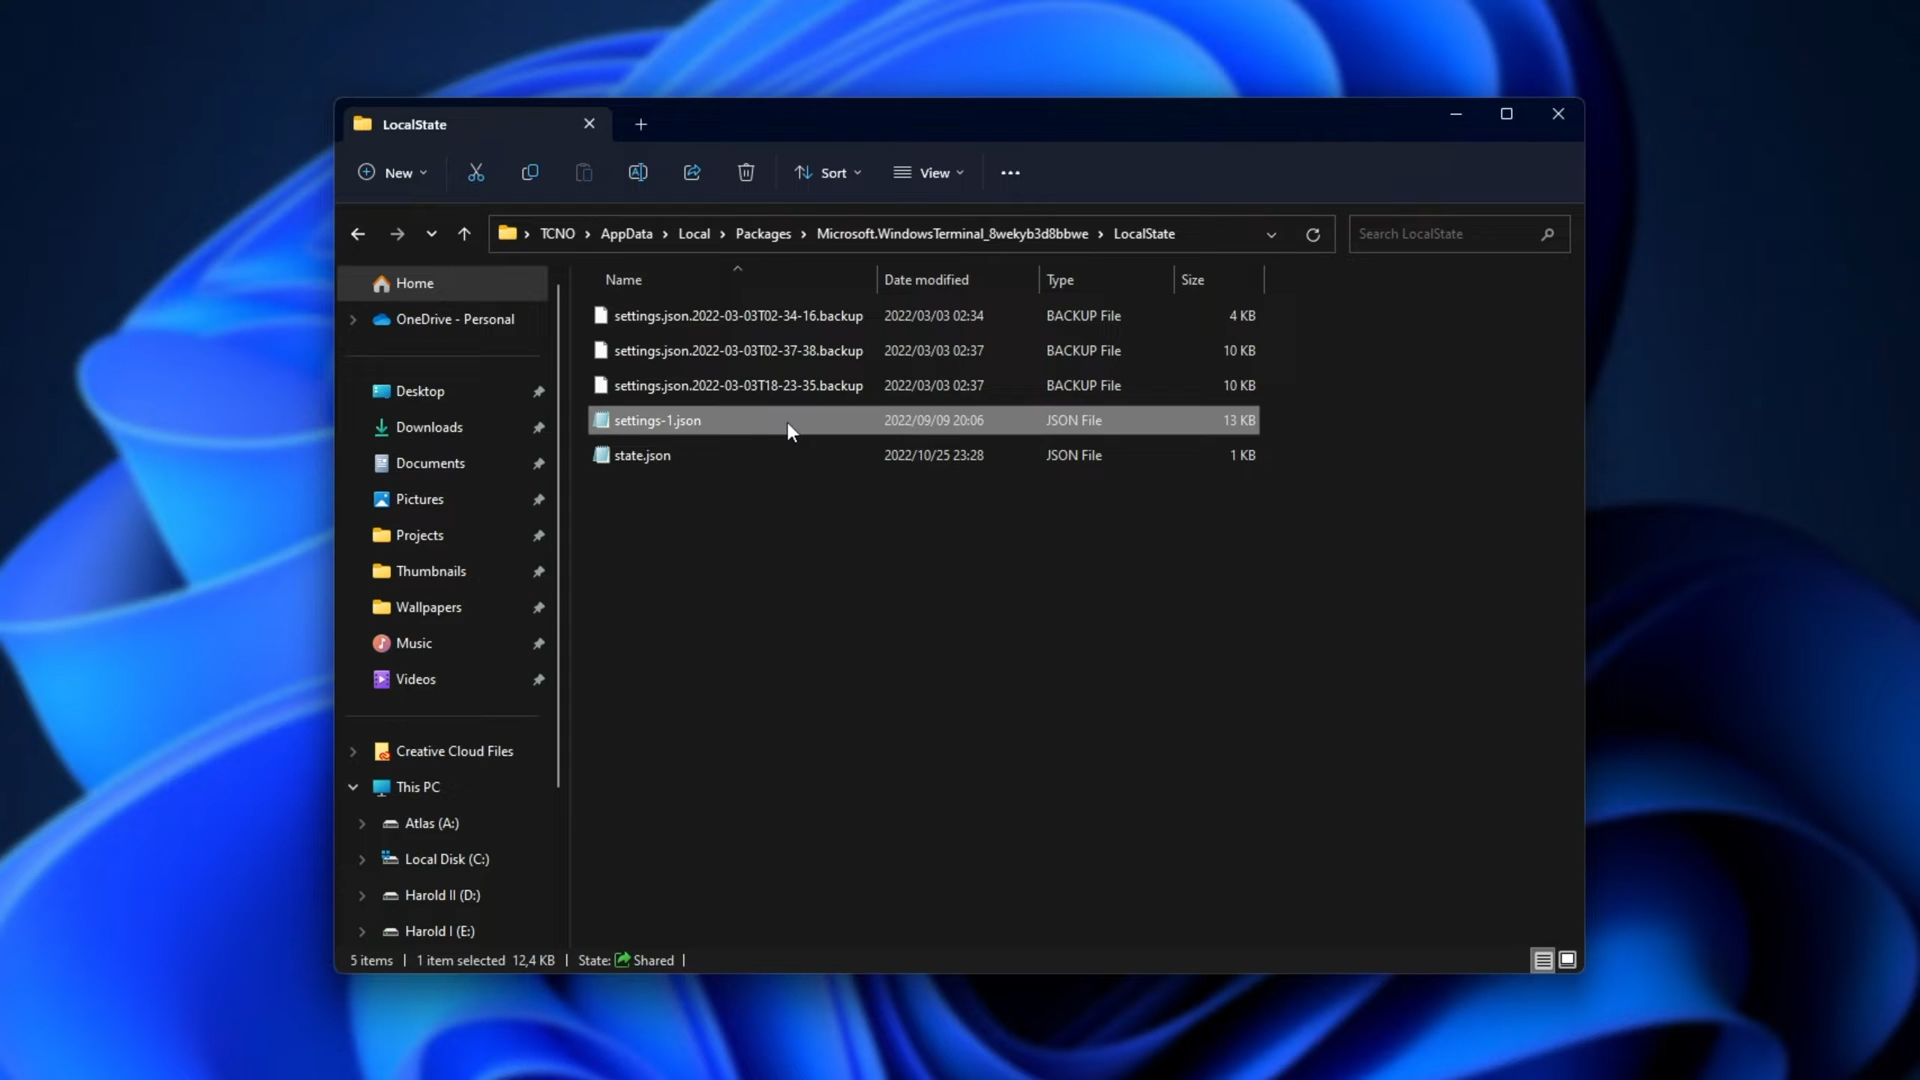 LocalState
New
Sort
View
TCNO > AppData > Local > Packages > Microsoft.WindowsTerminal_8wekyb3d8bbwe > LocalState
Search LocalState
Name Date modified Type Size
settings.json.2022-03-03T02-34-16.backup 2022/03/03 02:34 BACKUP File 4 KB
settings.json.2022-03-03T02-37-38.backup 2022/03/03 02:37 BACKUP File 10 KB
settings.json.2022-03-03T18-23-35.backup 2022/03/03 02:37 BACKUP File 10 KB
settings-1.json 2022/09/09 20:06 JSON File 13 KB
state.json 2022/10/25 23:28 JSON File 1 KB
Home
OneDrive - Personal
Desktop
Downloads
Documents
Pictures
Projects
Thumbnails
Wallpapers
Music
Videos
Creative Cloud Files
This PC
Atlas (A:)
Local Disk (C:)
Harold II (D:)
Harold I (E:)
5 items | 1 item selected 12,4 KB | State: Shared |